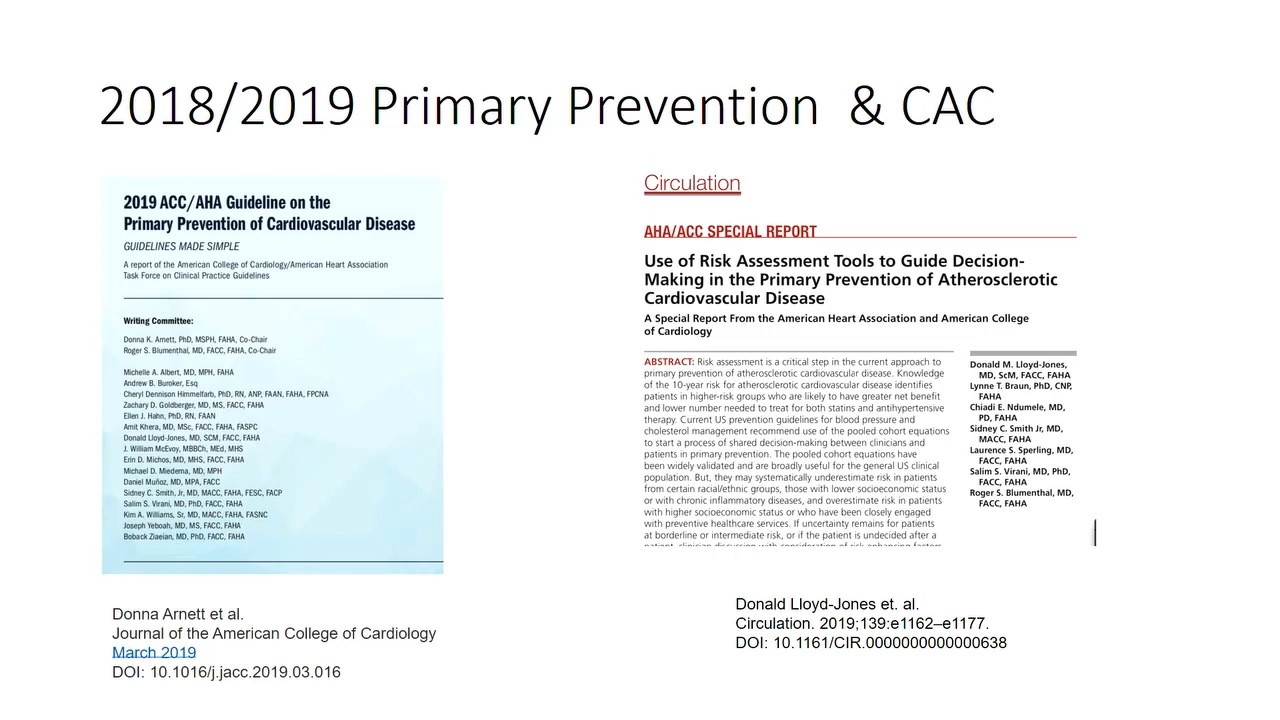 2018/2019 Primary Prevention & CAC
2019 ACC/AHA Guideline on the
Primary Prevention of Cardiovascular Disease
GUIDELINES MADE SIMPLE
A report of the American College of Cardiology/American Heart Association
Task Force on Clinical Practice Guidelines
Writing Committee:
Donna K. Arnett, PhD, MSPH, FAHA, Co-Chair
Roger S. Blumenthal, MD, FACC, FAHA, Co-Chair
Michelle A. Albert, MD, MPH, FAHA
Andrew B. Buroker, Esq
Cheryl Dennison Himmelfarb, PhD, RN, ANP, FAAN, FAHA, FPCNA
Zachary D. Goldberger, MD, MS, FACC, FAHA
Ellen J. Hahn, PhD, RN, FAAN
Amit Khera, MD, MSc, FACC, FAHA, FASPC
Donald Lloyd-Jones, MD, SCM, FACC, FAHA
J. William McEvoy, MBBCh, MEd, MHS
Erin D. Michos, MD, MHS, FACC, FAHA
Michael D. Miedema, MD, MPH
Daniel Muñoz, MD, MPA, FACC
Sidney C. Smith, Jr, MD, MACC, FAHA, FESC, FACP
Salim S. Virani, MD, PhD, FACC, FAHA
Kim A. Williams, Sr, MD, MACC, FAHA, FASNC
Joseph Yeboah, MD, MS, FACC, FAHA
Boback Ziaeian, MD, PhD, FACC, FAHA
Donna Arnett et al.
Journal of the American College of Cardiology
March 2019
DOI: 10.1016/j.jacc.2019.03.016
Circulation
AHA/ACC SPECIAL REPORT
Use of Risk Assessment Tools to Guide Decision-
Making in the Primary Prevention of Atherosclerotic
Cardiovascular Disease
A Special Report From the American Heart Association and American College
of Cardiology
ABSTRACT: Risk assessment is a critical step in the current approach to
primary prevention of atherosclerotic cardiovascular disease. Knowledge
of the 10-year risk for atherosclerotic cardiovascular disease identifies
patients in higher-risk groups who are likely to have greater net benefit
and lower number needed to treat for both statins and antihypertensive
therapy. Current US prevention guidelines for blood pressure and
cholesterol management recommend use of the pooled cohort equations
to start a process of shared decision-making between clinicians and
patients in primary prevention. The pooled cohort equations have
been widely validated and are broadly useful for the general US clinical
population. But, they may systematically underestimate risk in patients
from certain racial/ethnic groups, those with lower socioeconomic status
or with chronic inflammatory diseases, and overestimate risk in patients
with higher socioeconomic status or who have been closely engaged
with preventive healthcare services. If uncertainty remains for patients
at borderline or intermediate risk, or if the patient is undecided after a
patient-clinician discussion with consideration of risk enhancing factors
Donald M. Lloyd-Jones,
MD, ScM, FACC, FAHA
Lynne T. Braun, PhD, CNP,
FAHA
Chiadi E. Ndumele, MD,
PD, FAHA
Sidney C. Smith Jr, MD,
MACC, FAHA
Laurence S. Sperling, MD,
FACC, FAHA
Salim S. Virani, MD, PhD,
FACC, FAHA
Roger S. Blumenthal, MD,
FACC, FAHA
Donald Lloyd-Jones et. al.
Circulation. 2019;139:e1162–e1177.
DOI: 10.1161/CIR.0000000000000638